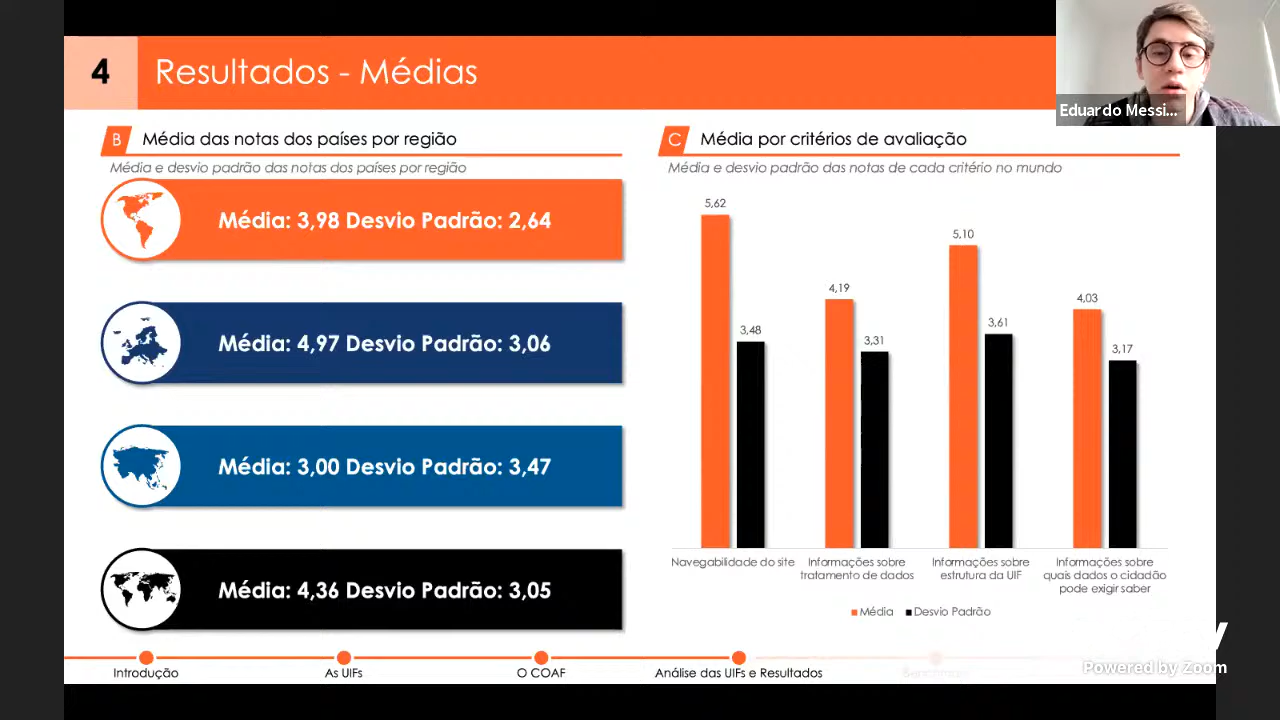 4
Resultados - Médias
Eduardo Messi...
B
Média das notas dos países por região
Média e desvio padrão das notas dos países por região
Média: 3,98 Desvio Padrão: 2,64
Média: 4,97 Desvio Padrão: 3,06
Média: 3,00 Desvio Padrão: 3,47
Média: 4,36 Desvio Padrão: 3,05
C
Média por critérios de avaliação
Média e desvio padrão das notas de cada critério no mundo
5,62
3,48
4,19
3,31
5,10
3,61
4,03
3,17
Navegabilidade do site
Informações sobre
tratamento de dados
Informações sobre
estrutura da UIF
Informações sobre
quais dados o cidadão
pode exigir saber
Média
Desvio Padrão
Introdução
As UIFs
O COAF
Análise das UIFs e Resultados
Powered by Zoom